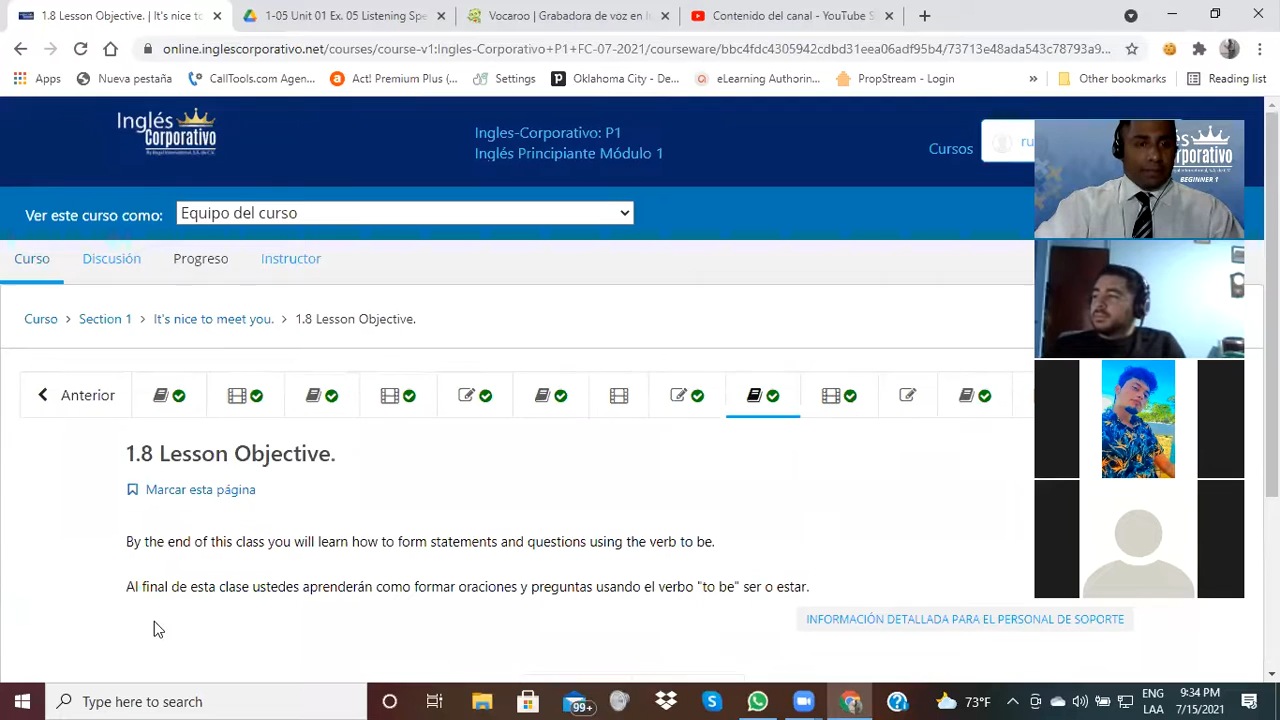 1.8 Lesson Objective. It's nice to
1-05 Unit 01 Ex. 05 Listening Spe
Vocaroo | Grabadora de voz en lí
Contenido del canal - YouTube S
online.inglescorporativo.net/courses/course-v1:Ingles-Corporativo+P1+FC-07-2021/courseware/bbc4fdc4305942cdbd31eea06adf95b4/73713e48ada543c78793a9...
Apps
Nueva pestaña
CallTools.com Agen...
Act! Premium Plus (...
Settings
Oklahoma City - De...
eLearning Authorin...
PropStream - Login
»
Other bookmarks
Reading list
Inglés
Corporativo
Ingles-Corporativo: P1
Inglés Principiante Módulo 1
Cursos
ru
és
rporativo
BEGINNER 1
Ver este curso como:
Equipo del curso
Curso
Discusión
Progreso
Instructor
Curso > Section 1 > It's nice to meet you. > 1.8 Lesson Objective.
Anterior
1.8 Lesson Objective.
Marcar esta página
By the end of this class you will learn how to form statements and questions using the verb to be.
Al final de esta clase ustedes aprenderán como formar oraciones y preguntas usando el verbo "to be" ser o estar.
INFORMACIÓN DETALLADA PARA EL PERSONAL DE SOPORTE
Type here to search
99+
73°F
ENG
LAA
9:34 PM
7/15/2021